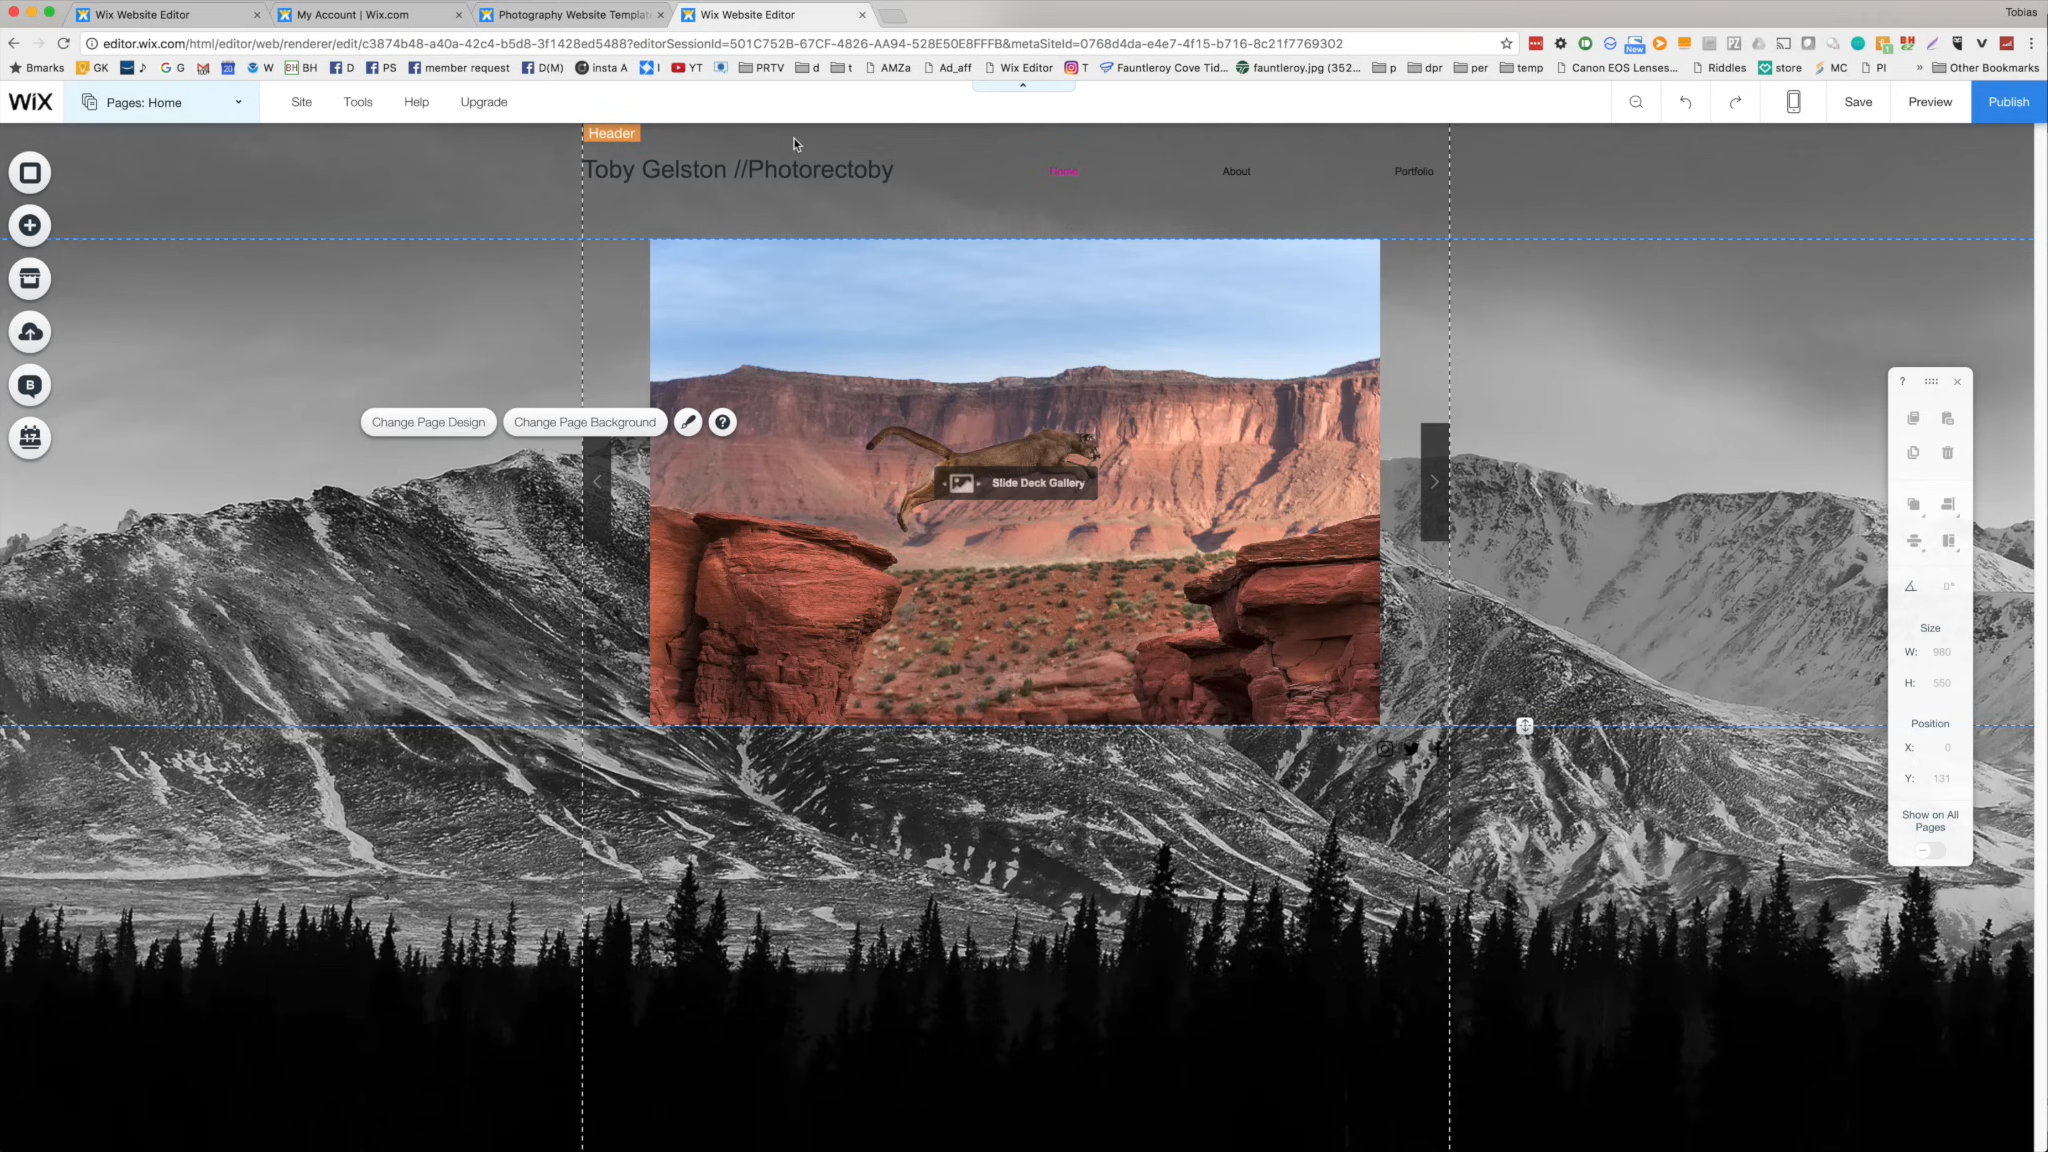 Wix Website Editor
My Account | Wix.com
Photography Website Templat
Wix Website Editor
Tobias
editor.wix.com/html/editor/web/renderer/edit/c3874b48-a40a-42c4-b5d8-3f1428ed5488?editorSessionId=501C752B-67CF-4826-AA94-528E50E8FFFB&metaSiteId=0768d4da-e4e7-4f15-b716-8c21f7769302
New
Bmarks GK G G 20 W BH BH D PS member request D(M) insta A I YT PRTV d t AMZa Ad_aff Wix Editor T Fauntleroy Cove Tid... fauntleroy.jpg (352... p dpr per temp Canon EOS Lenses... Riddles store MC PI » Other Bookmarks
WiX Pages: Home Site Tools Help Upgrade Save Preview Publish
Header
Toby Gelston //Photorectoby
Home About Portfolio
Change Page Design
Change Page Background
?
Slide Deck Gallery
B
17
?
0°
Size
W: 980
H: 550
Position
X: 0
Y: 131
Show on All
Pages